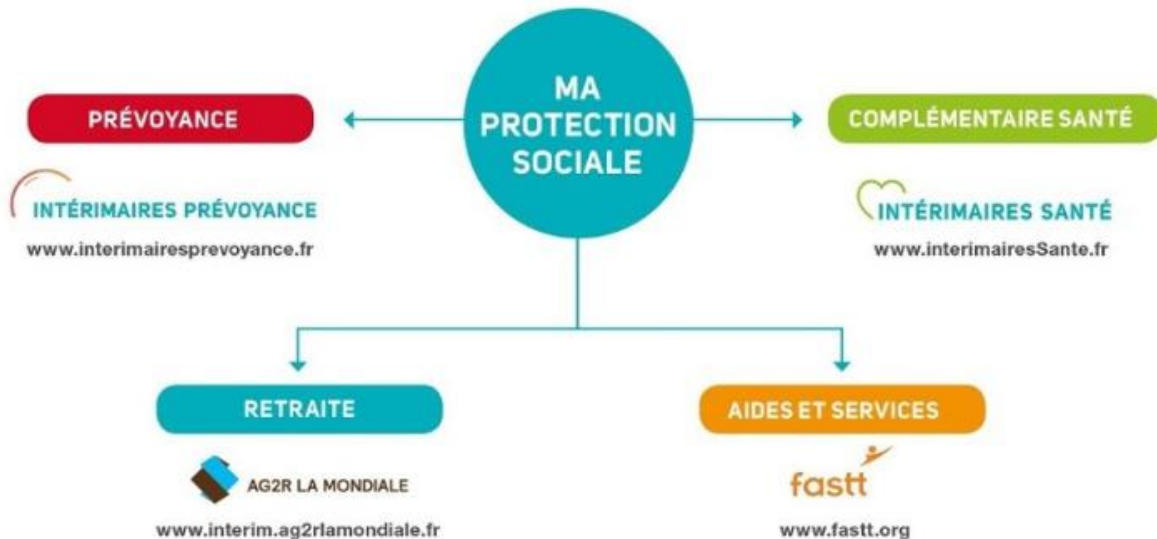 MA
PROTECTION
SOCIALE
PRÉVOYANCE
INTÉRIMAIRES PRÉVOYANCE
www.interimairesprevoyance.fr
COMPLÉMENTAIRE SANTÉ
INTÉRIMAIRES SANTÉ
www.interimairesSante.fr
RETRAITE
AG2R LA MONDIALE
www.interim.ag2rlamondiale.fr
AIDES ET SERVICES
fastt
www.fastt.org